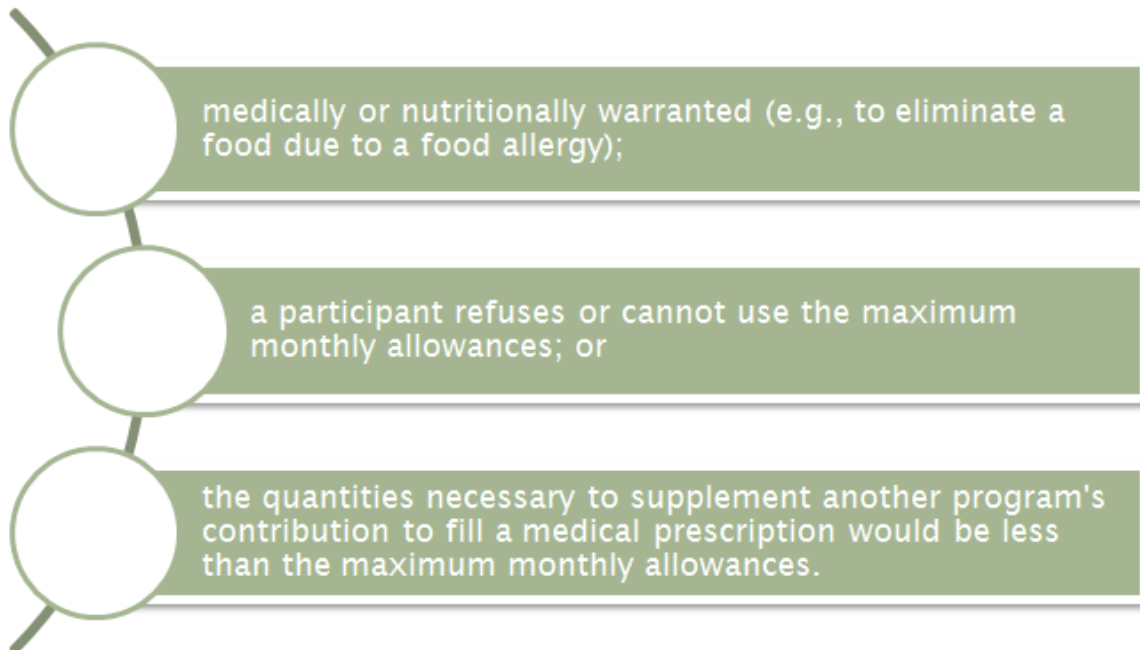 medically or nutritionally warranted (e.g., to eliminate a
food due to a food allergy);
a participant refuses or cannot use the maximum
monthly allowances; or
the quantities necessary to supplement another program's
contribution to fill a medical prescription would be less
than the maximum monthly allowances.